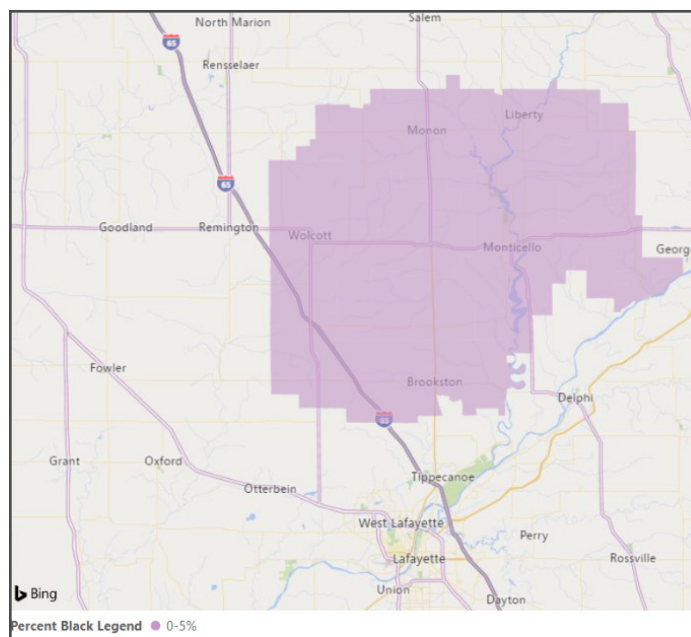 North Marion
Salem
65
Rensselaer
Liberty
Monon
65
Goodland
Remington
Wolcott
Monticello
George
Fowler
Brookston
Delphi
65
Grant
Oxford
Tippecanoe
Otterbein
West Lafayette
Perry
Lafayette
Rossville
Union
Dayton
Bing
Percent Black Legend 0-5%